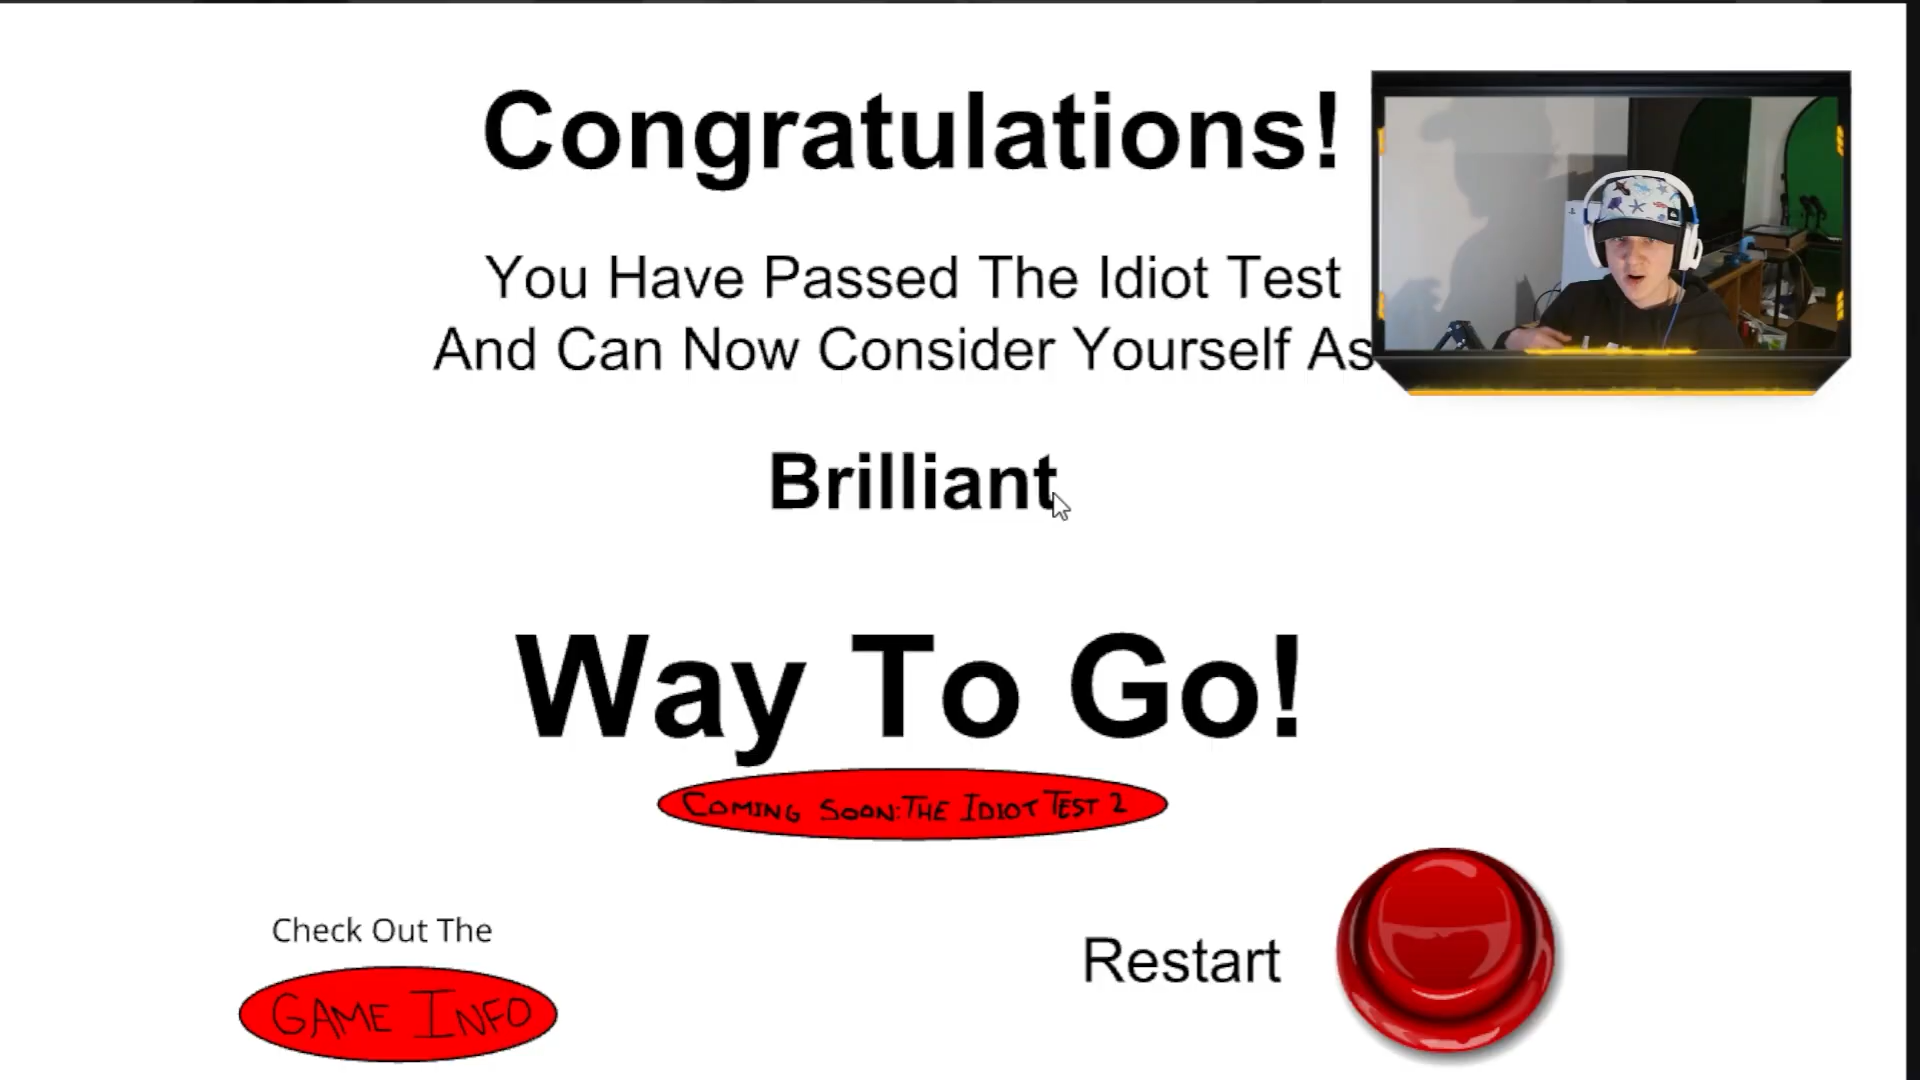 Congratulations!
You Have Passed The Idiot Test
And Can Now Consider Yourself As
Brilliant
Way To Go!
COMING SOON: THE IDIOT TEST 2
Check Out The
GAME INFO
Restart